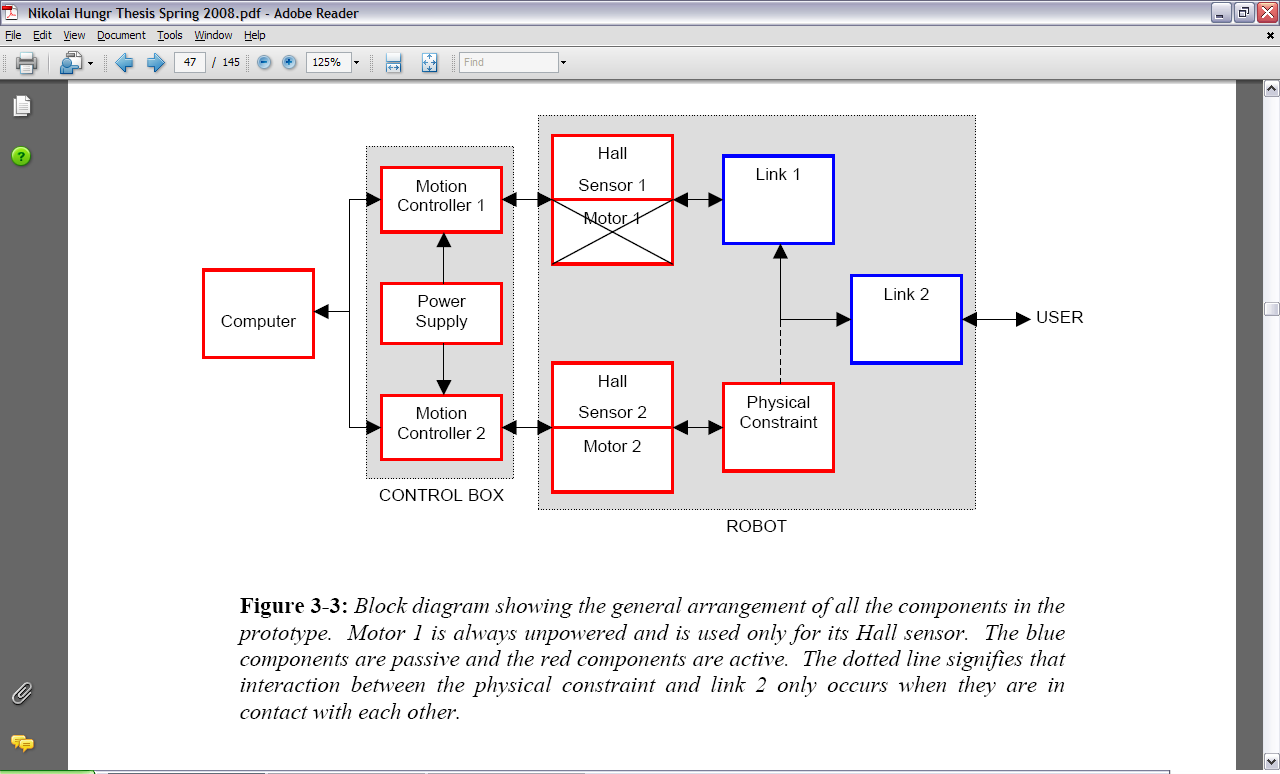 Nikolai Hungr Thesis Spring 2008.pdf - Adobe Reader
File Edit View Document Tools Window Help
47 / 145 125% Find
Hall
Sensor 1
Motor 1
Motion
Controller 1
Link 1
Computer
Power
Supply
Link 2
USER
Motion
Controller 2
Hall
Sensor 2
Motor 2
Physical
Constraint
CONTROL BOX
ROBOT
Figure 3-3: Block diagram showing the general arrangement of all the components in the
prototype. Motor 1 is always unpowered and is used only for its Hall sensor. The blue
components are passive and the red components are active. The dotted line signifies that
interaction between the physical constraint and link 2 only occurs when they are in
contact with each other.